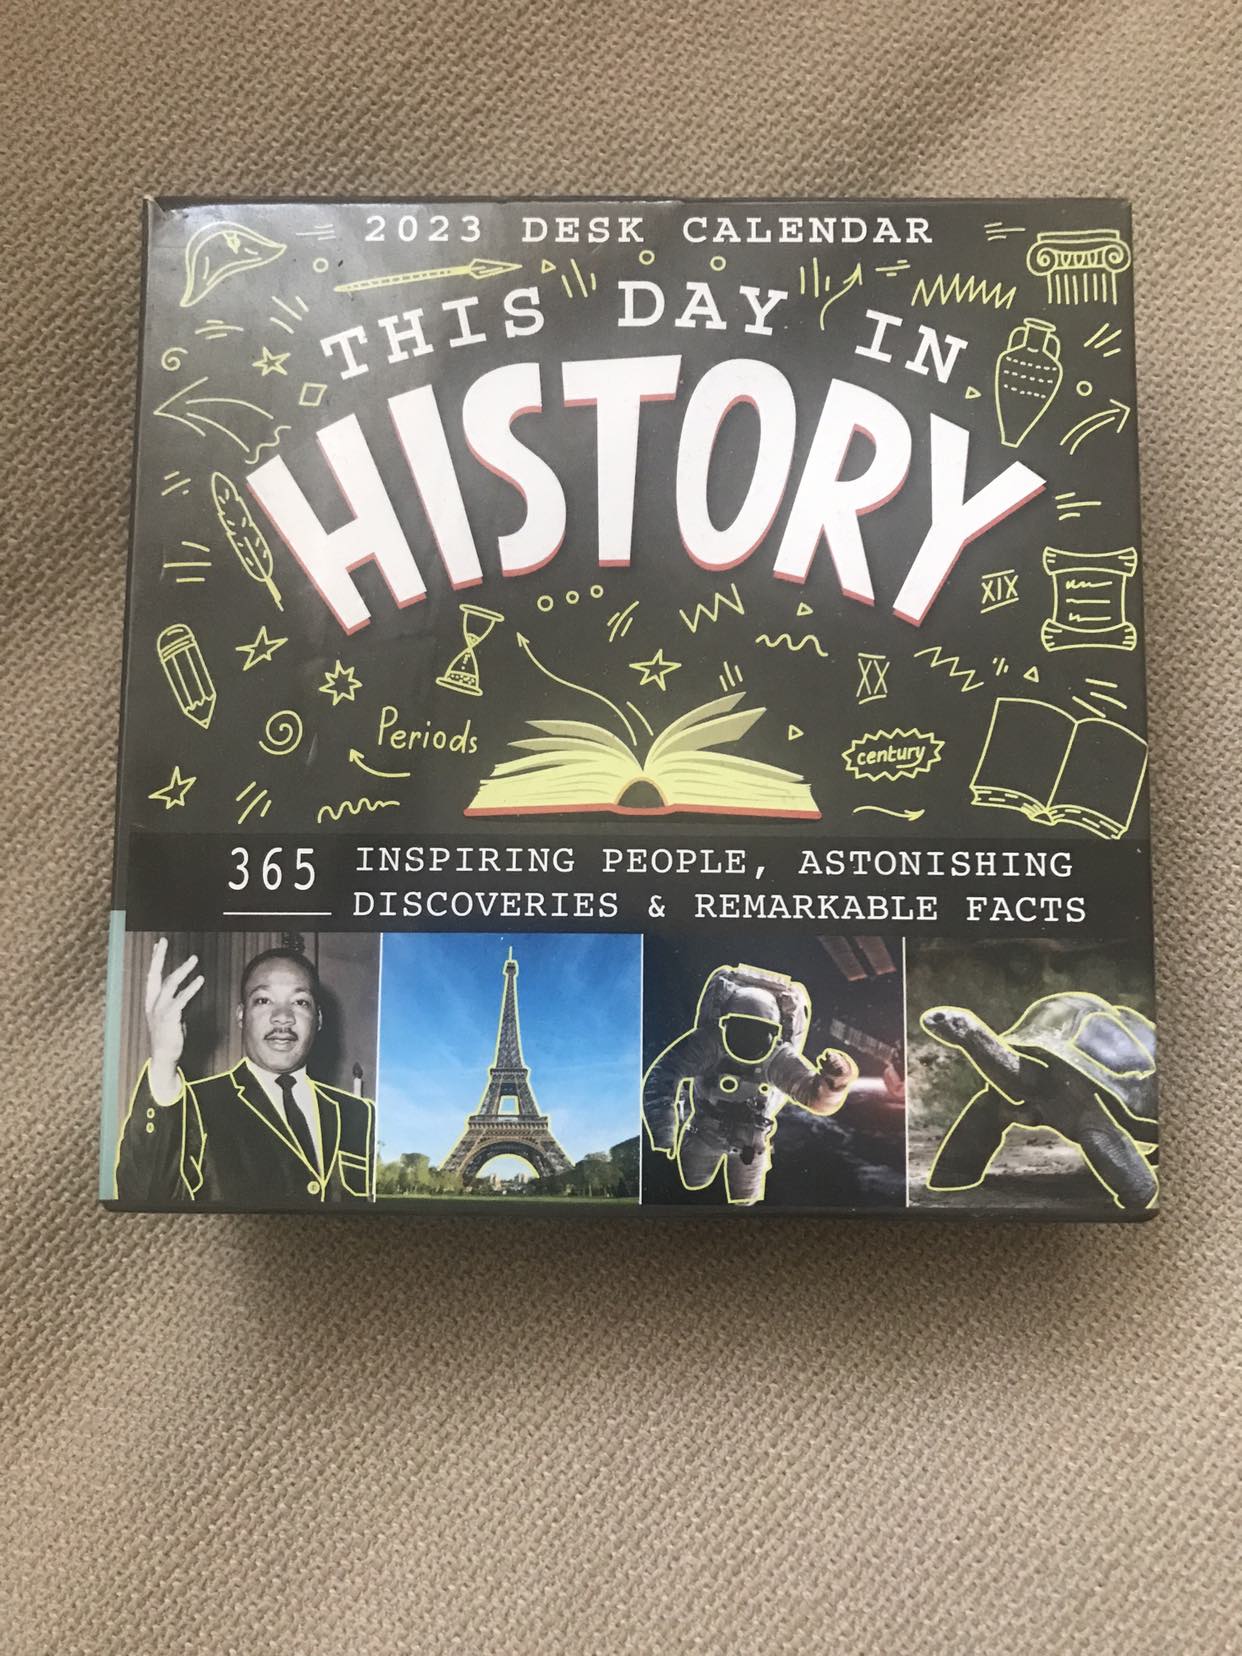 2023 DESK CALENDAR
THIS DAY IN
HISTORY
XIX
XX
Periods
century
365 INSPIRING PEOPLE, ASTONISHING
DISCOVERIES & REMARKABLE FACTS